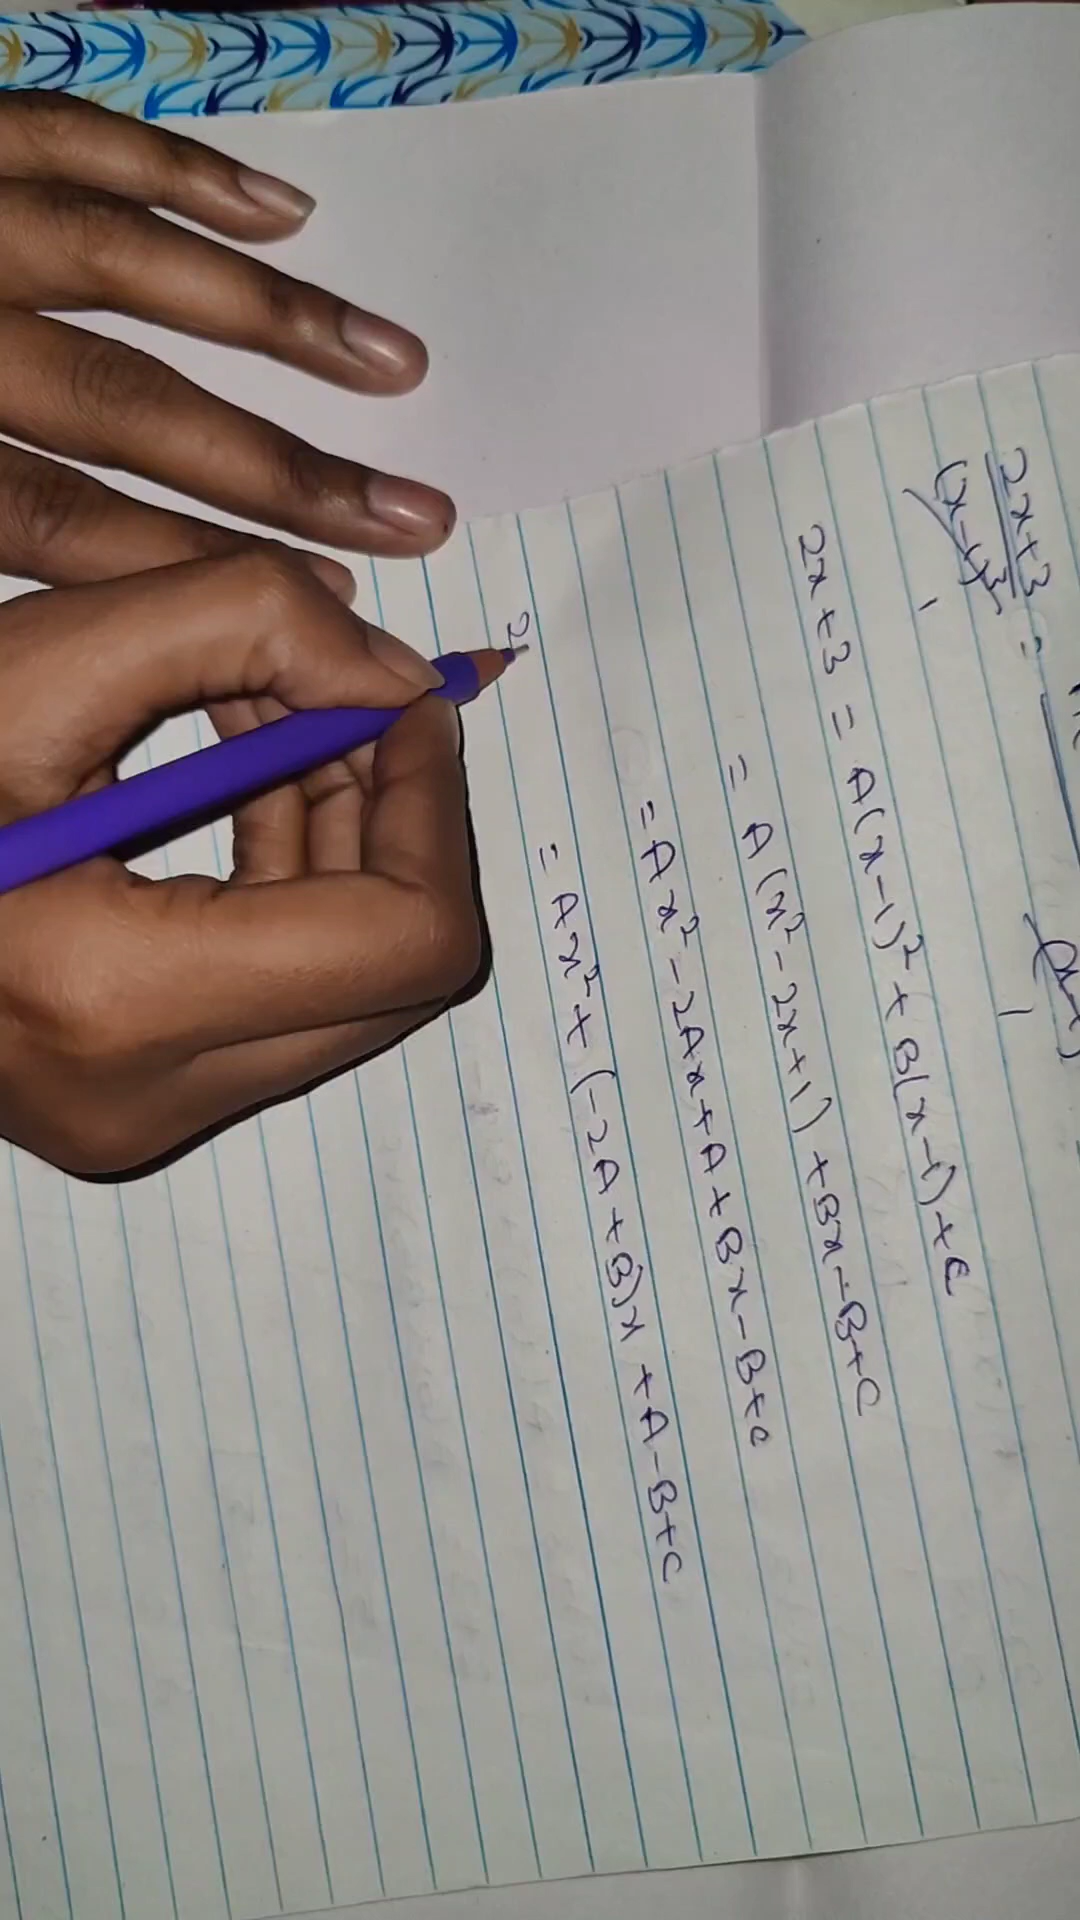 2x+3 =
(x-1)³
2x+3 = A(x-1)² + B(x-1)+c
= A(x²-2x+1) +Bx-B+C
= Ax²-2Ax+A+Bx-B+c
= Ax²+(-2A+B)x +A-B+C
2